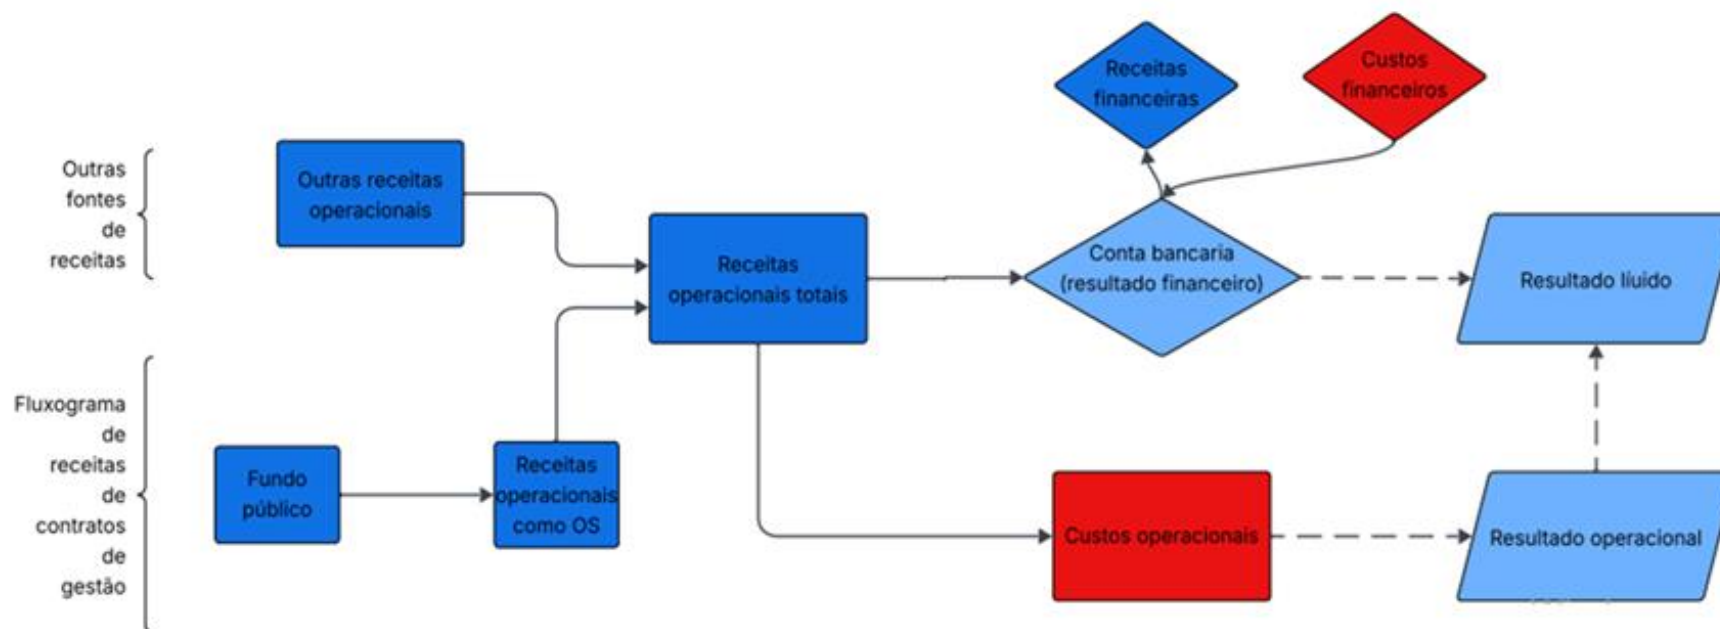 Receitas
financeiras
Custos
financeiros
Outras
fontes
de
receitas
Outras receitas
operacionais
Receitas
operacionais totais
Conta bancaria
(resultado financeiro)
Resultado líuido
Fluxograma
de
receitas
de
contratos
de
gestão
Fundo
público
Receitas
operacionais
como OS
Custos operacionais
Resultado operacional